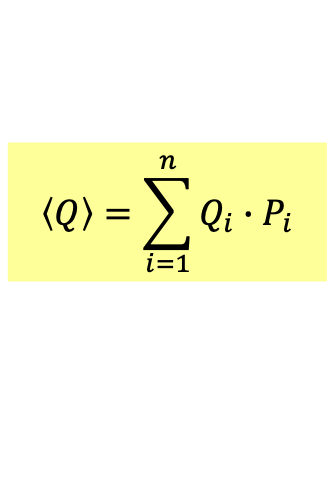 ⟨Q⟩ = ∑_{i=1}^{n} Q_i · P_i